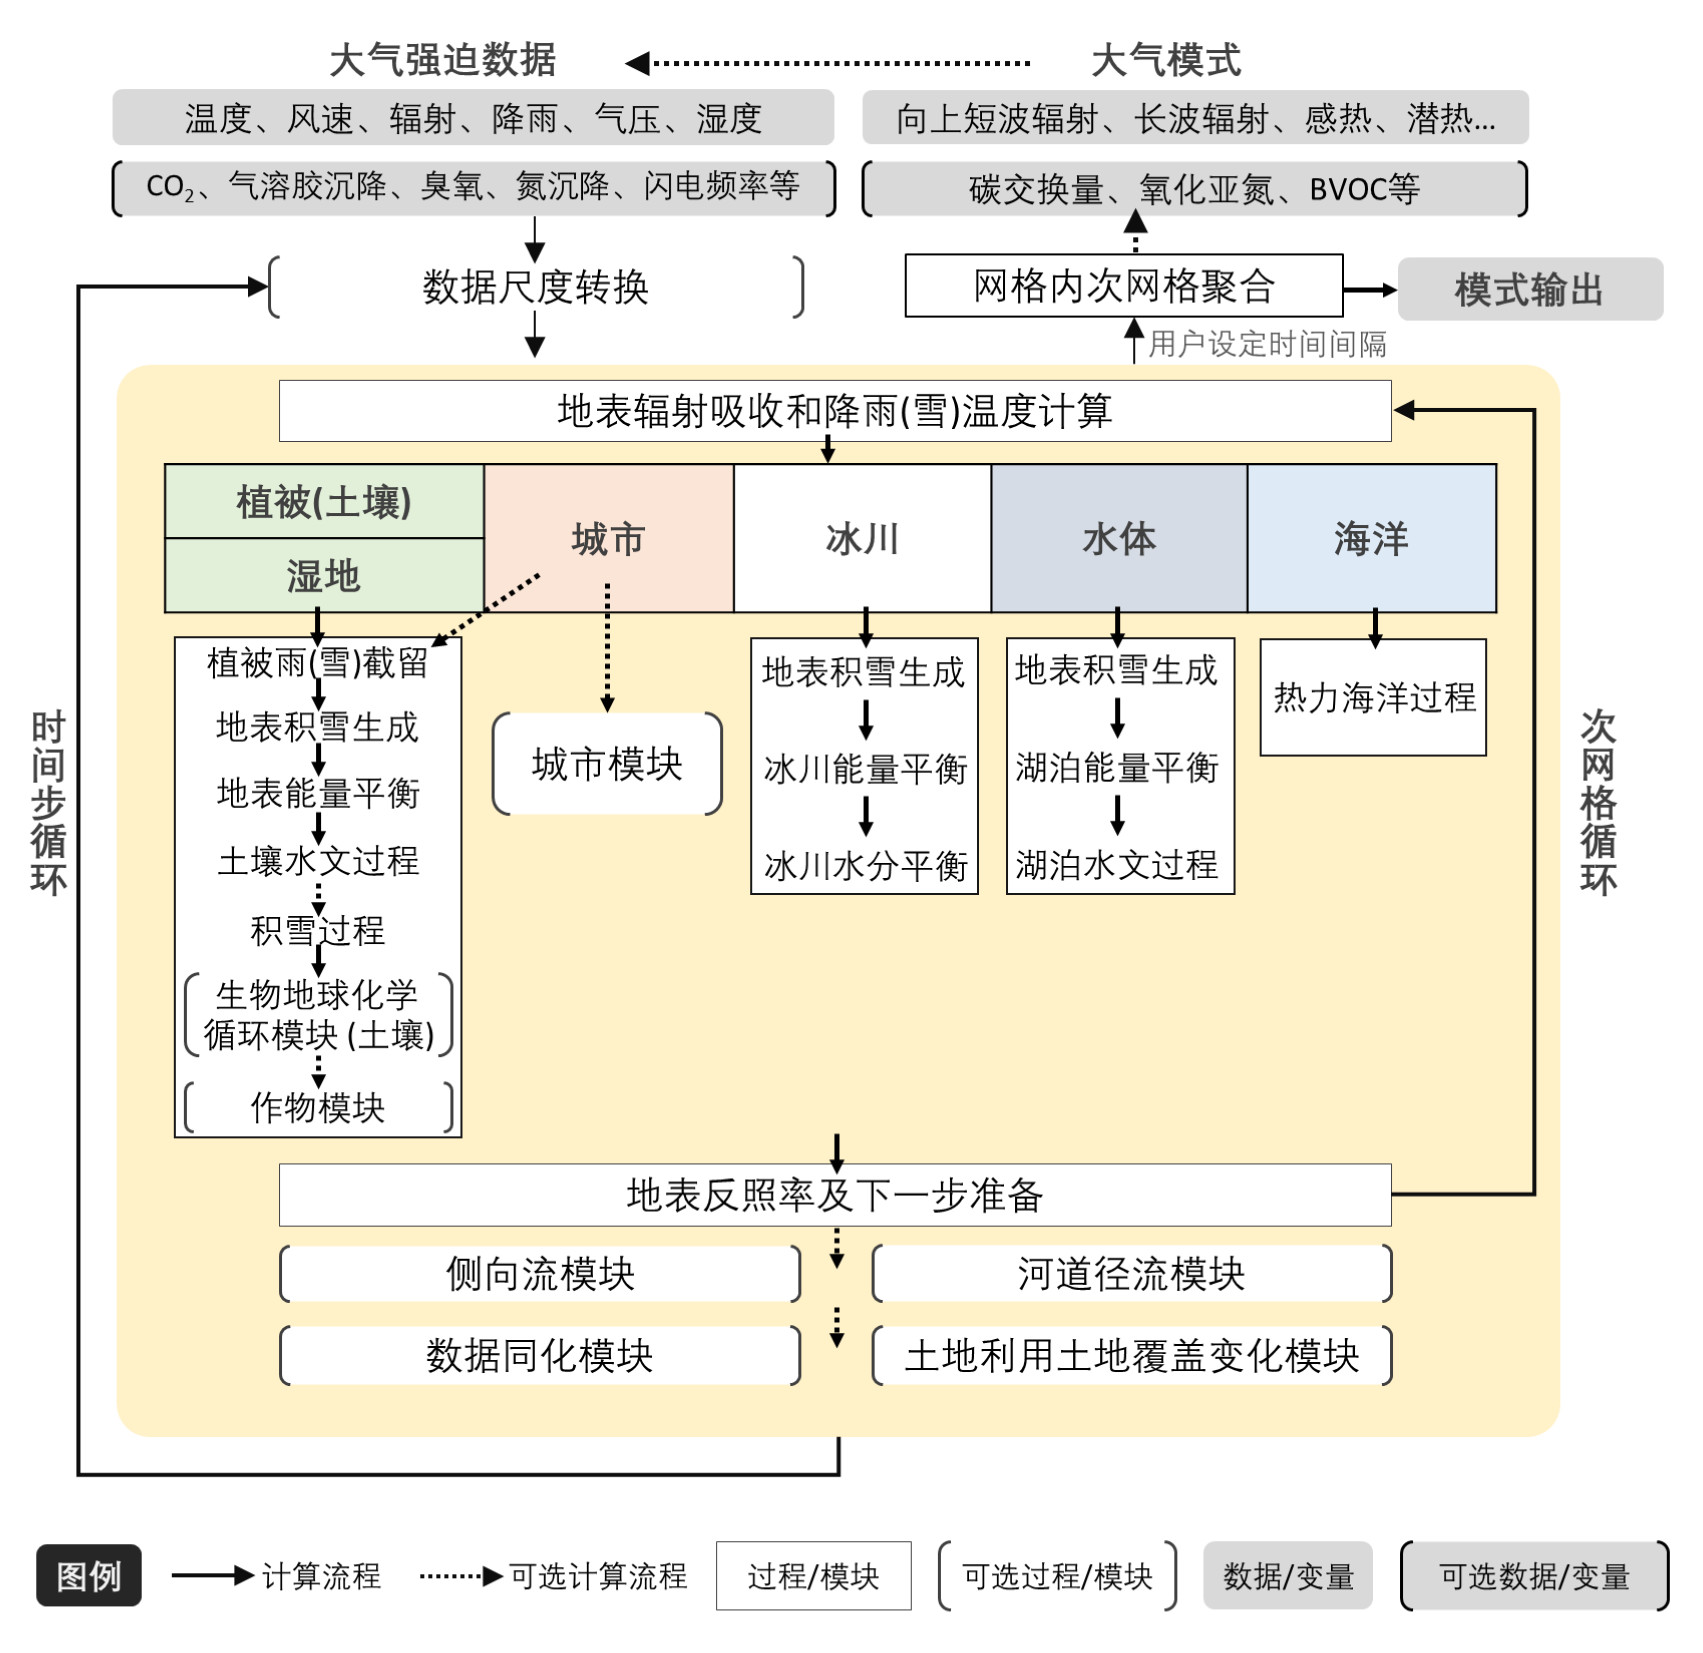 大气强迫数据
大气模式
温度、风速、辐射、降雨、气压、湿度
向上短波辐射、长波辐射、感热、潜热...
CO₂、气溶胶沉降、臭氧、氮沉降、闪电频率等
碳交换量、氧化亚氮、BVOC等
数据尺度转换
网格内次网格聚合
模式输出
用户设定时间间隔
地表辐射吸收和降雨(雪)温度计算
植被(土壤)
湿地
城市
冰川
水体
海洋
植被雨(雪)截留
地表积雪生成
地表能量平衡
土壤水文过程
积雪过程
生物地球化学
循环模块 (土壤)
作物模块
城市模块
地表积雪生成
冰川能量平衡
冰川水分平衡
地表积雪生成
湖泊能量平衡
湖泊水文过程
热力海洋过程
时间步循环
次网格循环
地表反照率及下一步准备
侧向流模块
河道径流模块
数据同化模块
土地利用土地覆盖变化模块
图例
计算流程
可选计算流程
过程/模块
可选过程/模块
数据/变量
可选数据/变量